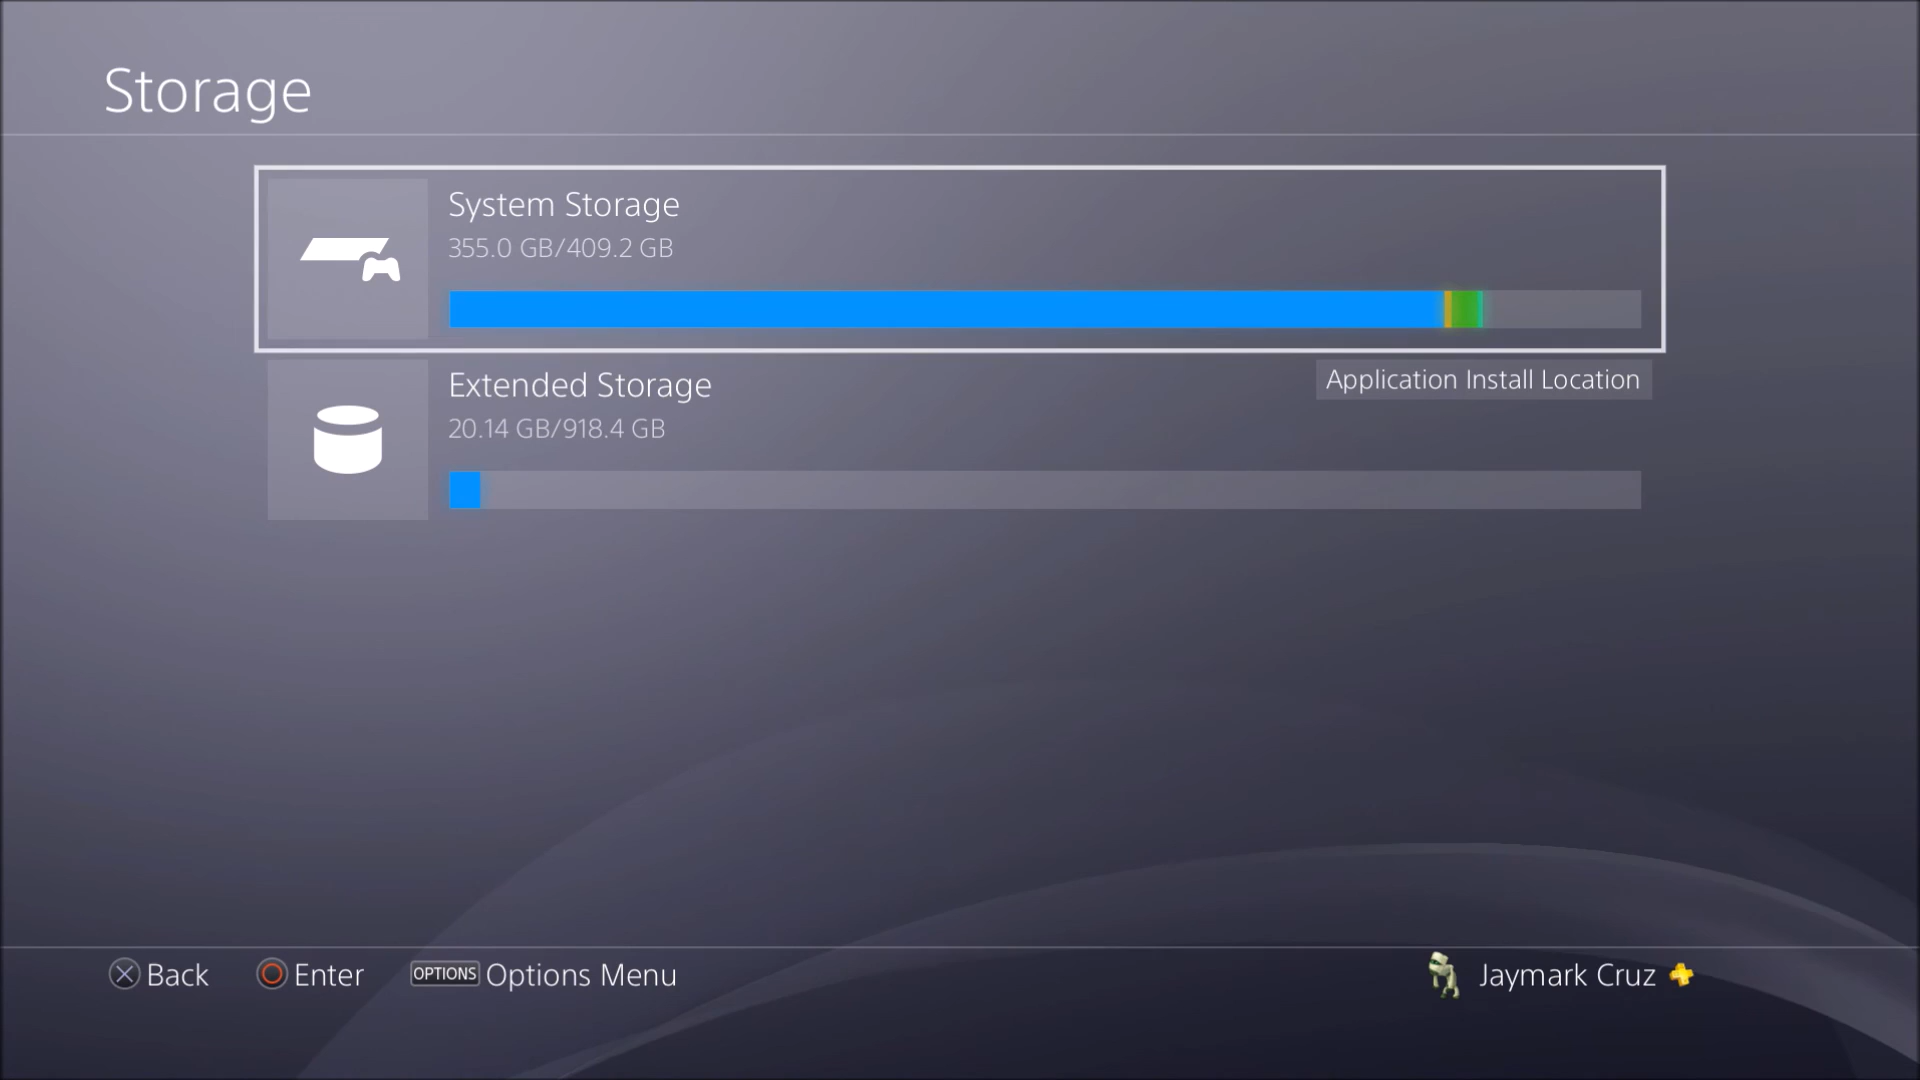 Storage
System Storage
355.0 GB/409.2 GB
Extended Storage
Application Install Location
20.14 GB/918.4 GB
Back
Enter
OPTIONS Options Menu
Jaymark Cruz